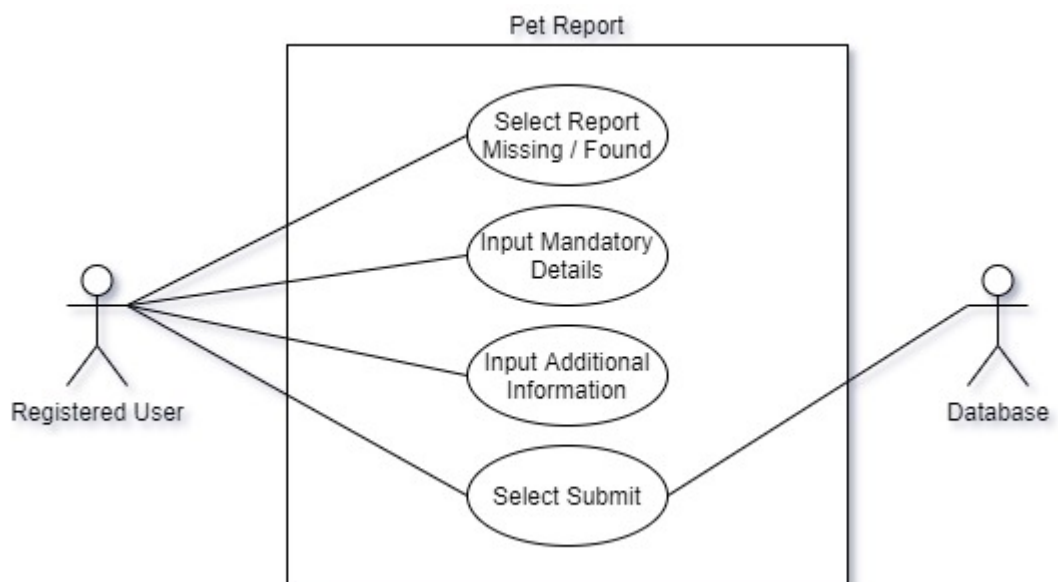 Pet Report
Select Report
Missing / Found
Input Mandatory
Details
Input Additional
Information
Registered User
Database
Select Submit